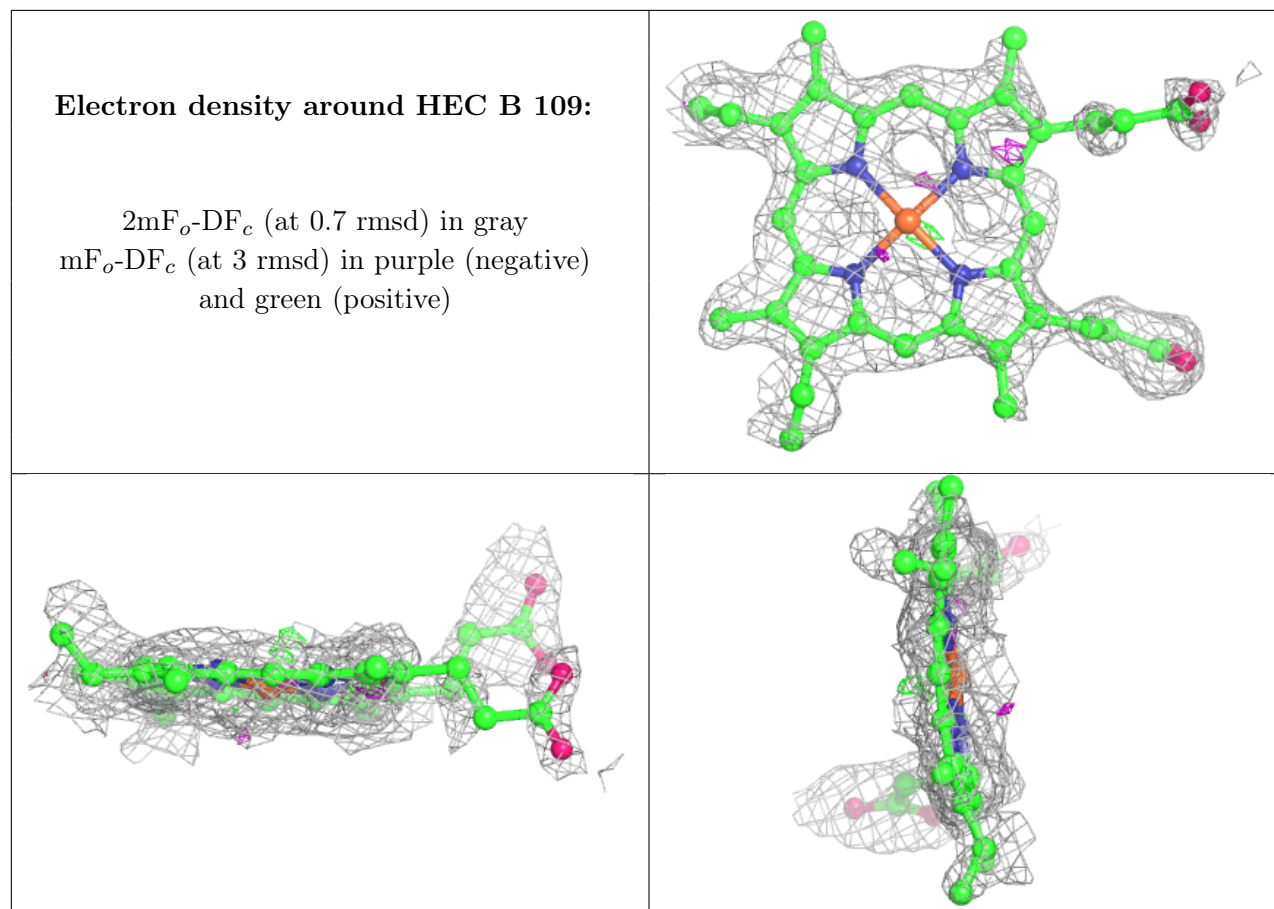 Electron density around HEC B 109:
2mFo-DFc (at 0.7 rmsd) in gray
mFo-DFc (at 3 rmsd) in purple (negative)
and green (positive)